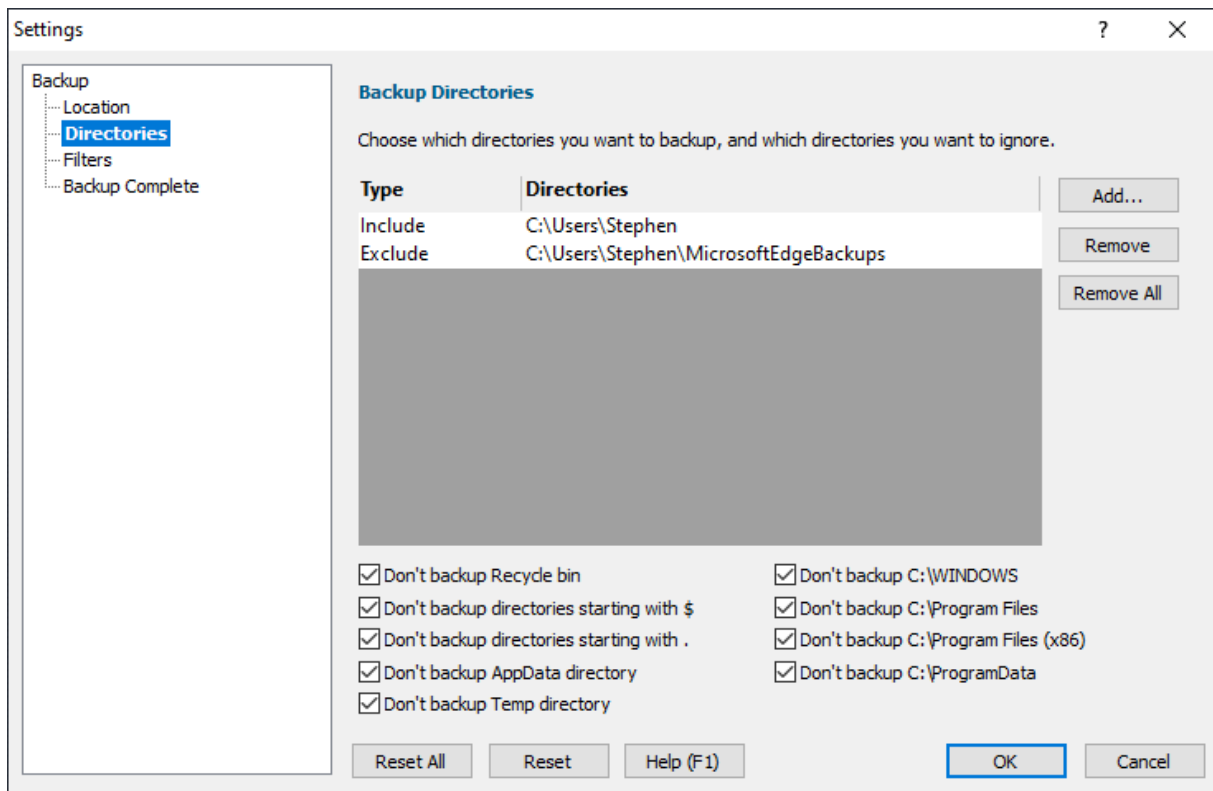 Settings
?
Backup
Location
Directories
Filters
Backup Complete
Backup Directories
Choose which directories you want to backup, and which directories you want to ignore.
Type Directories
Include C:\Users\Stephen
Exclude C:\Users\Stephen\MicrosoftEdgeBackups
Add...
Remove
Remove All
Don't backup Recycle bin
Don't backup directories starting with $
Don't backup directories starting with .
Don't backup AppData directory
Don't backup Temp directory
Don't backup C:\WINDOWS
Don't backup C:\Program Files
Don't backup C:\Program Files (x86)
Don't backup C:\ProgramData
Reset All Reset Help (F1) OK Cancel